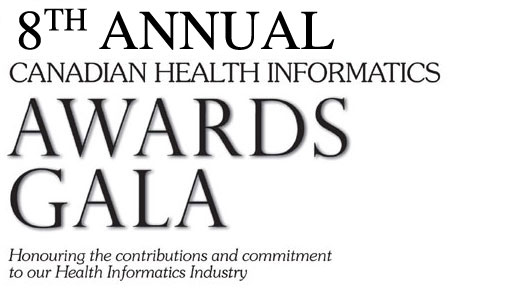 8TH ANNUAL
CANADIAN HEALTH INFORMATICS
AWARDS
GALA
Honouring the contributions and commitment
to our Health Informatics Industry